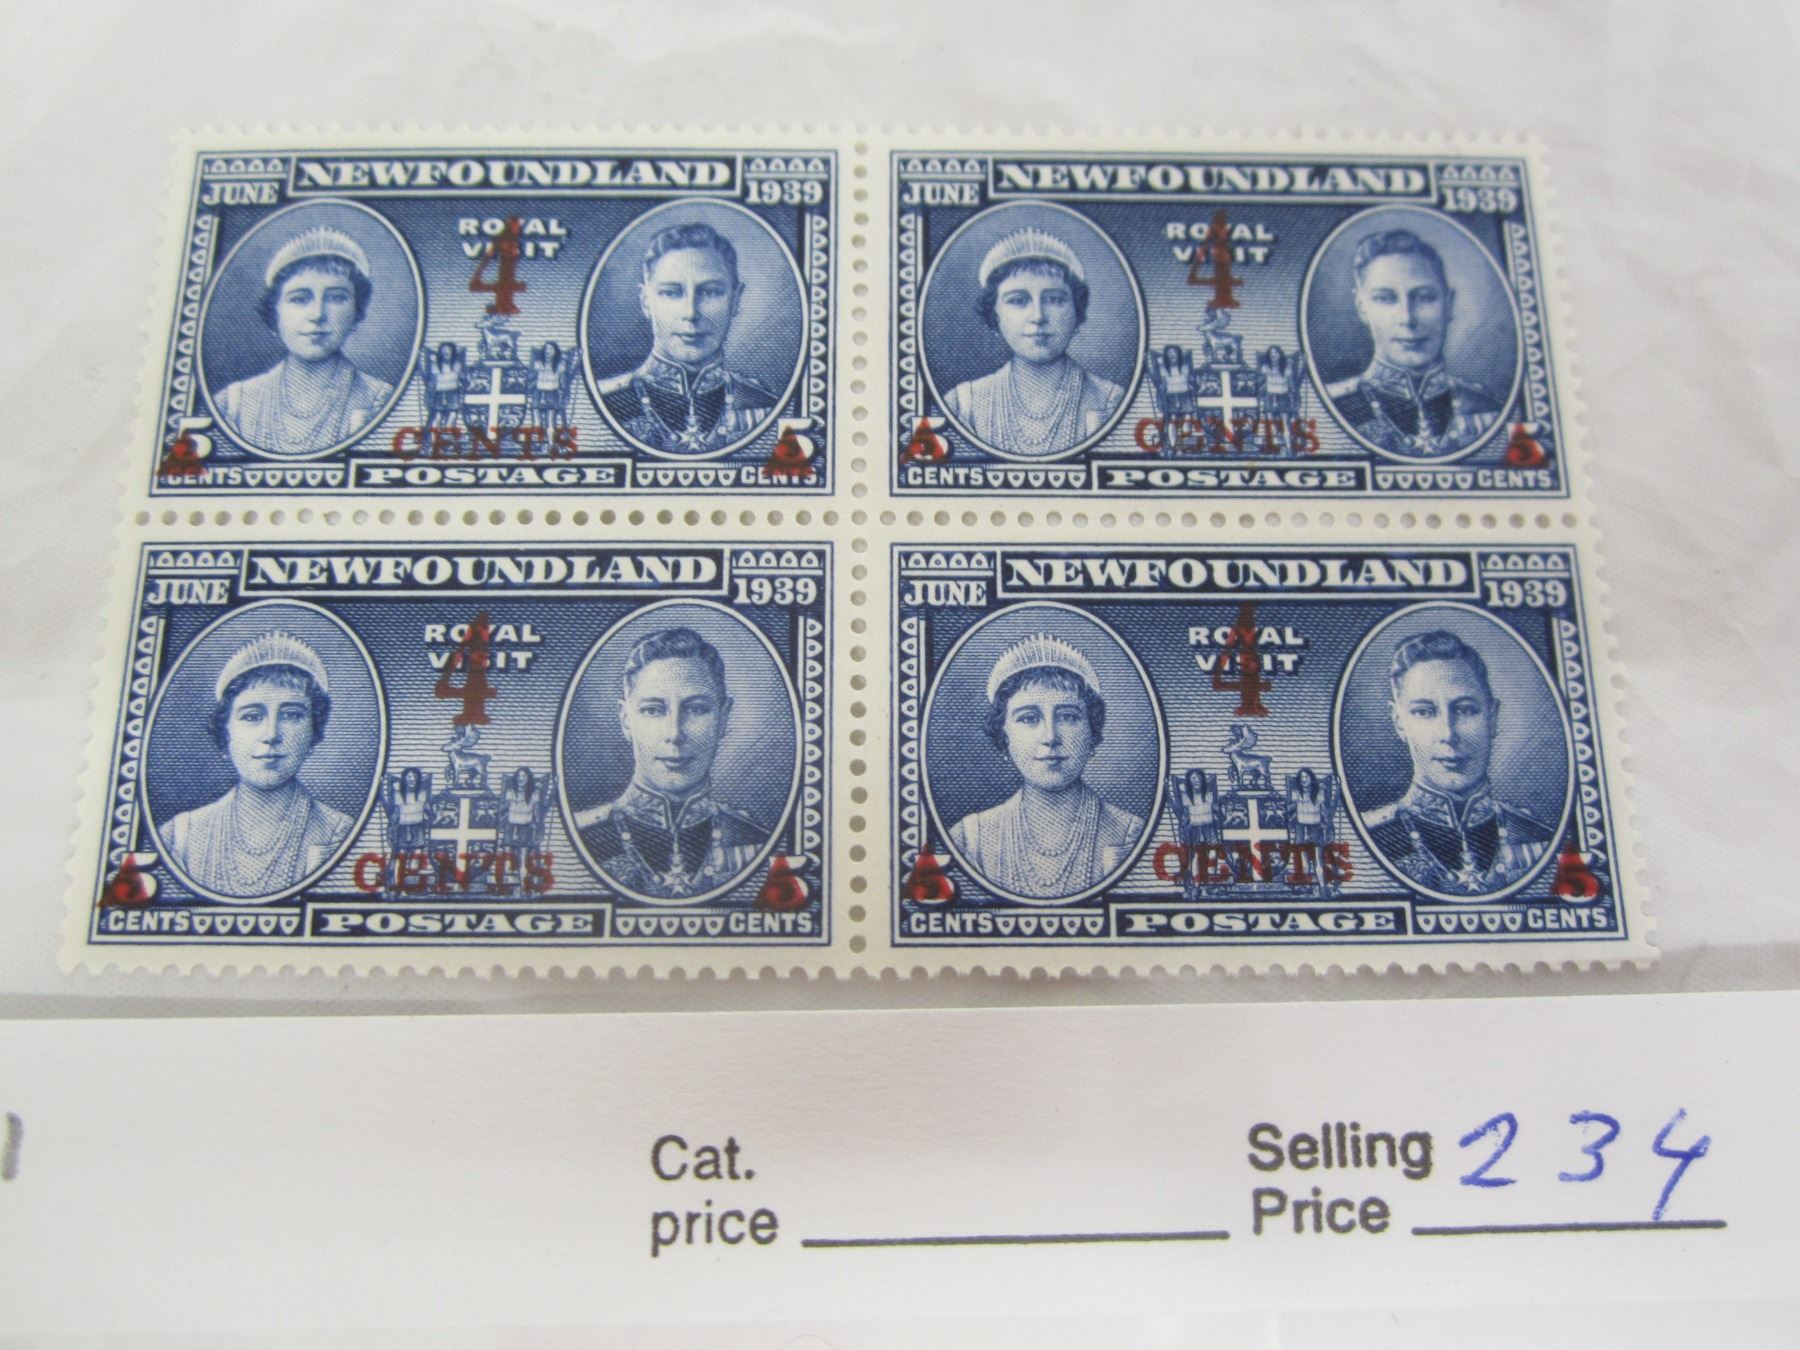 JUNE NEWFOUNDLAND 1939
ROYAL
VISIT
4
5 CENTS 5
CENTS POSTAGE CENTS
JUNE NEWFOUNDLAND 1939
ROYAL
VISIT
4
5 CENTS 5
CENTS POSTAGE CENTS
JUNE NEWFOUNDLAND 1939
ROYAL
VISIT
4
5 CENTS 5
CENTS POSTAGE CENTS
JUNE NEWFOUNDLAND 1939
ROYAL
VISIT
4
5 CENTS 5
CENTS POSTAGE CENTS
Cat.
price
Selling 234
Price